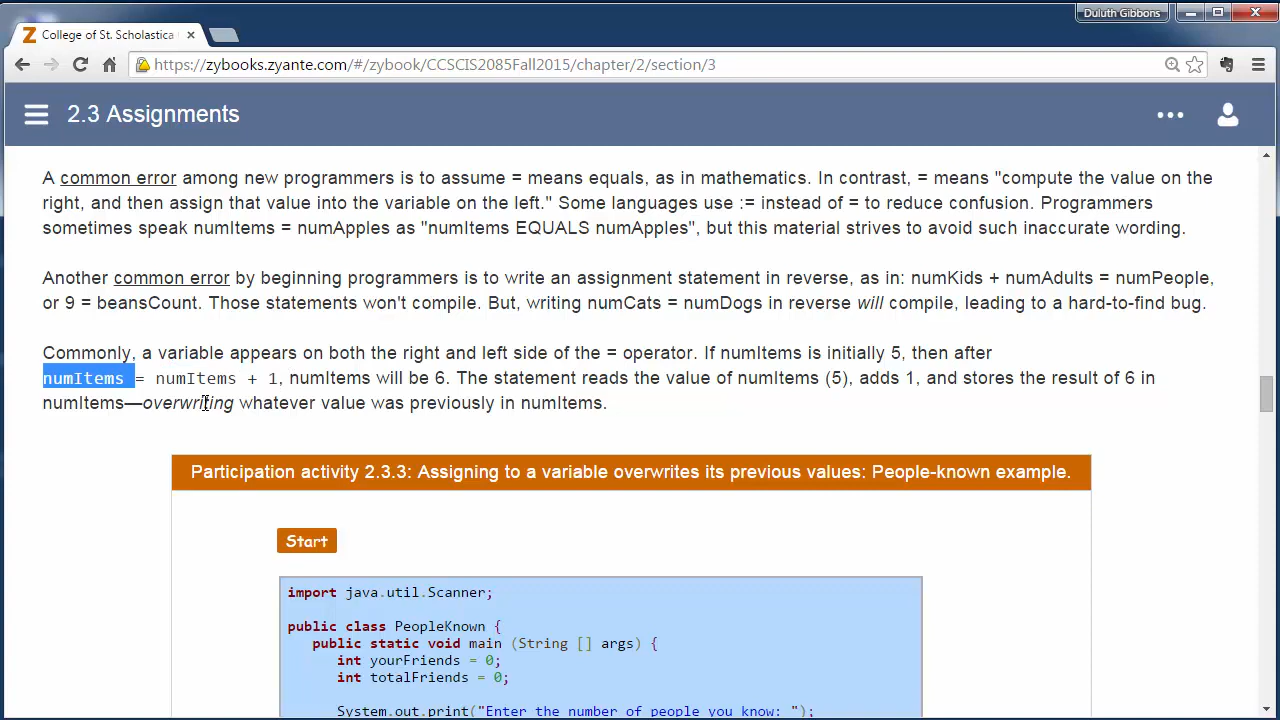 Duluth Gibbons
College of St. Scholastica
https://zybooks.zyante.com/#/zybook/CCSCIS2085Fall2015/chapter/2/section/3
2.3 Assignments
A common error among new programmers is to assume = means equals, as in mathematics. In contrast, = means "compute the value on the
right, and then assign that value into the variable on the left." Some languages use := instead of = to reduce confusion. Programmers
sometimes speak numItems = numApples as "numItems EQUALS numApples", but this material strives to avoid such inaccurate wording.
Another common error by beginning programmers is to write an assignment statement in reverse, as in: numKids + numAdults = numPeople,
or 9 = beansCount. Those statements won't compile. But, writing numCats = numDogs in reverse will compile, leading to a hard-to-find bug.
Commonly, a variable appears on both the right and left side of the = operator. If numItems is initially 5, then after
numItems = numItems + 1, numItems will be 6. The statement reads the value of numItems (5), adds 1, and stores the result of 6 in
numItems—overwriting whatever value was previously in numItems.
Participation activity 2.3.3: Assigning to a variable overwrites its previous values: People-known example.
Start
import java.util.Scanner;
public class PeopleKnown {
public static void main (String [] args) {
int yourFriends = 0;
int totalFriends = 0;
System.out.print("Enter the number of people you know: ");